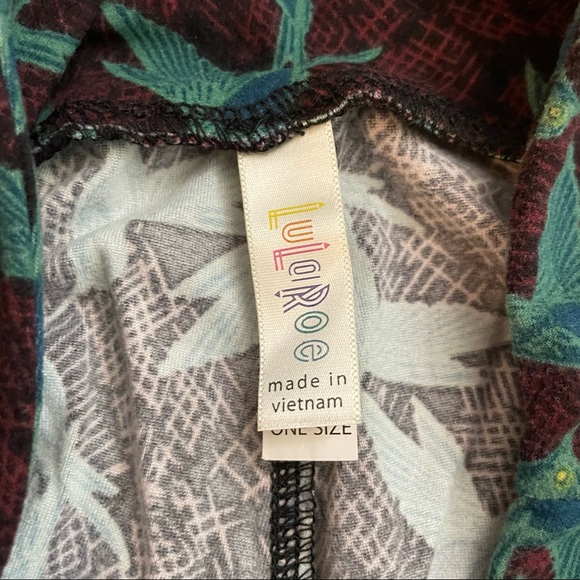 LuLaRoe
made in
vietnam
ONE SIZE